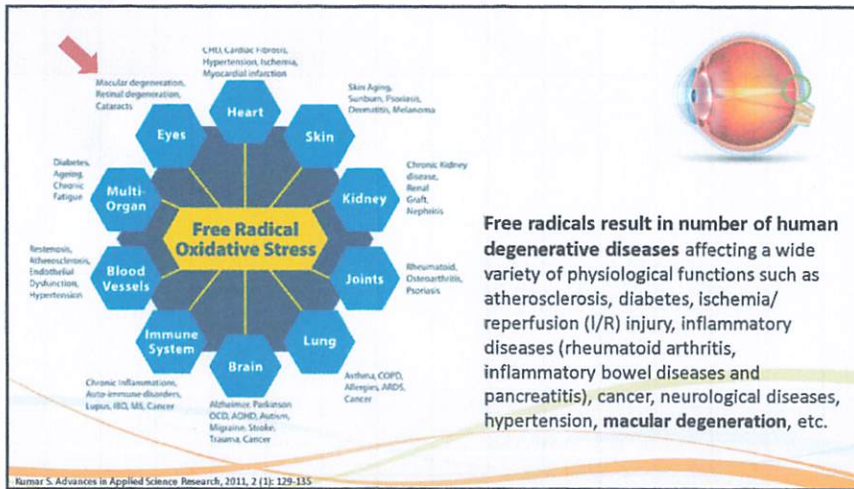 CHD, Cardiac Fibrosis,
Hypertension, Ischemia,
Myocardial infarction
Macular degeneration,
Retinal degeneration,
Cataracts
Heart
Skin Aging,
Sunburn, Psoriasis,
Dermatitis, Melanoma
Eyes
Skin
Diabetes,
Ageing,
Chronic
Fatigue
Multi-
Organ
Chronic Kidney
disease,
Renal
Graft,
Nephritis
Kidney
Free Radical
Oxidative Stress
Restenosis,
Atherosclerosis,
Endothelial
Dysfunction,
Hypertension
Blood
Vessels
Joints
Rheumatoid,
Osteoarthritis,
Psoriasis
Immune
System
Lung
Brain
Chronic Inflammations,
Auto-immune disorders,
Lupus, IBD, MS, Cancer
Alzheimer, Parkinson
OCD, ADHD, Autism,
Migraine, Stroke,
Trauma, Cancer
Asthma, COPD,
Allergies, ARDS,
Cancer
Free radicals result in number of human
degenerative diseases affecting a wide
variety of physiological functions such as
atherosclerosis, diabetes, ischemia/
reperfusion (I/R) injury, inflammatory
diseases (rheumatoid arthritis,
inflammatory bowel diseases and
pancreatitis), cancer, neurological diseases,
hypertension, macular degeneration, etc.
Kumar S. Advances in Applied Science Research, 2011, 2 (1): 129-135